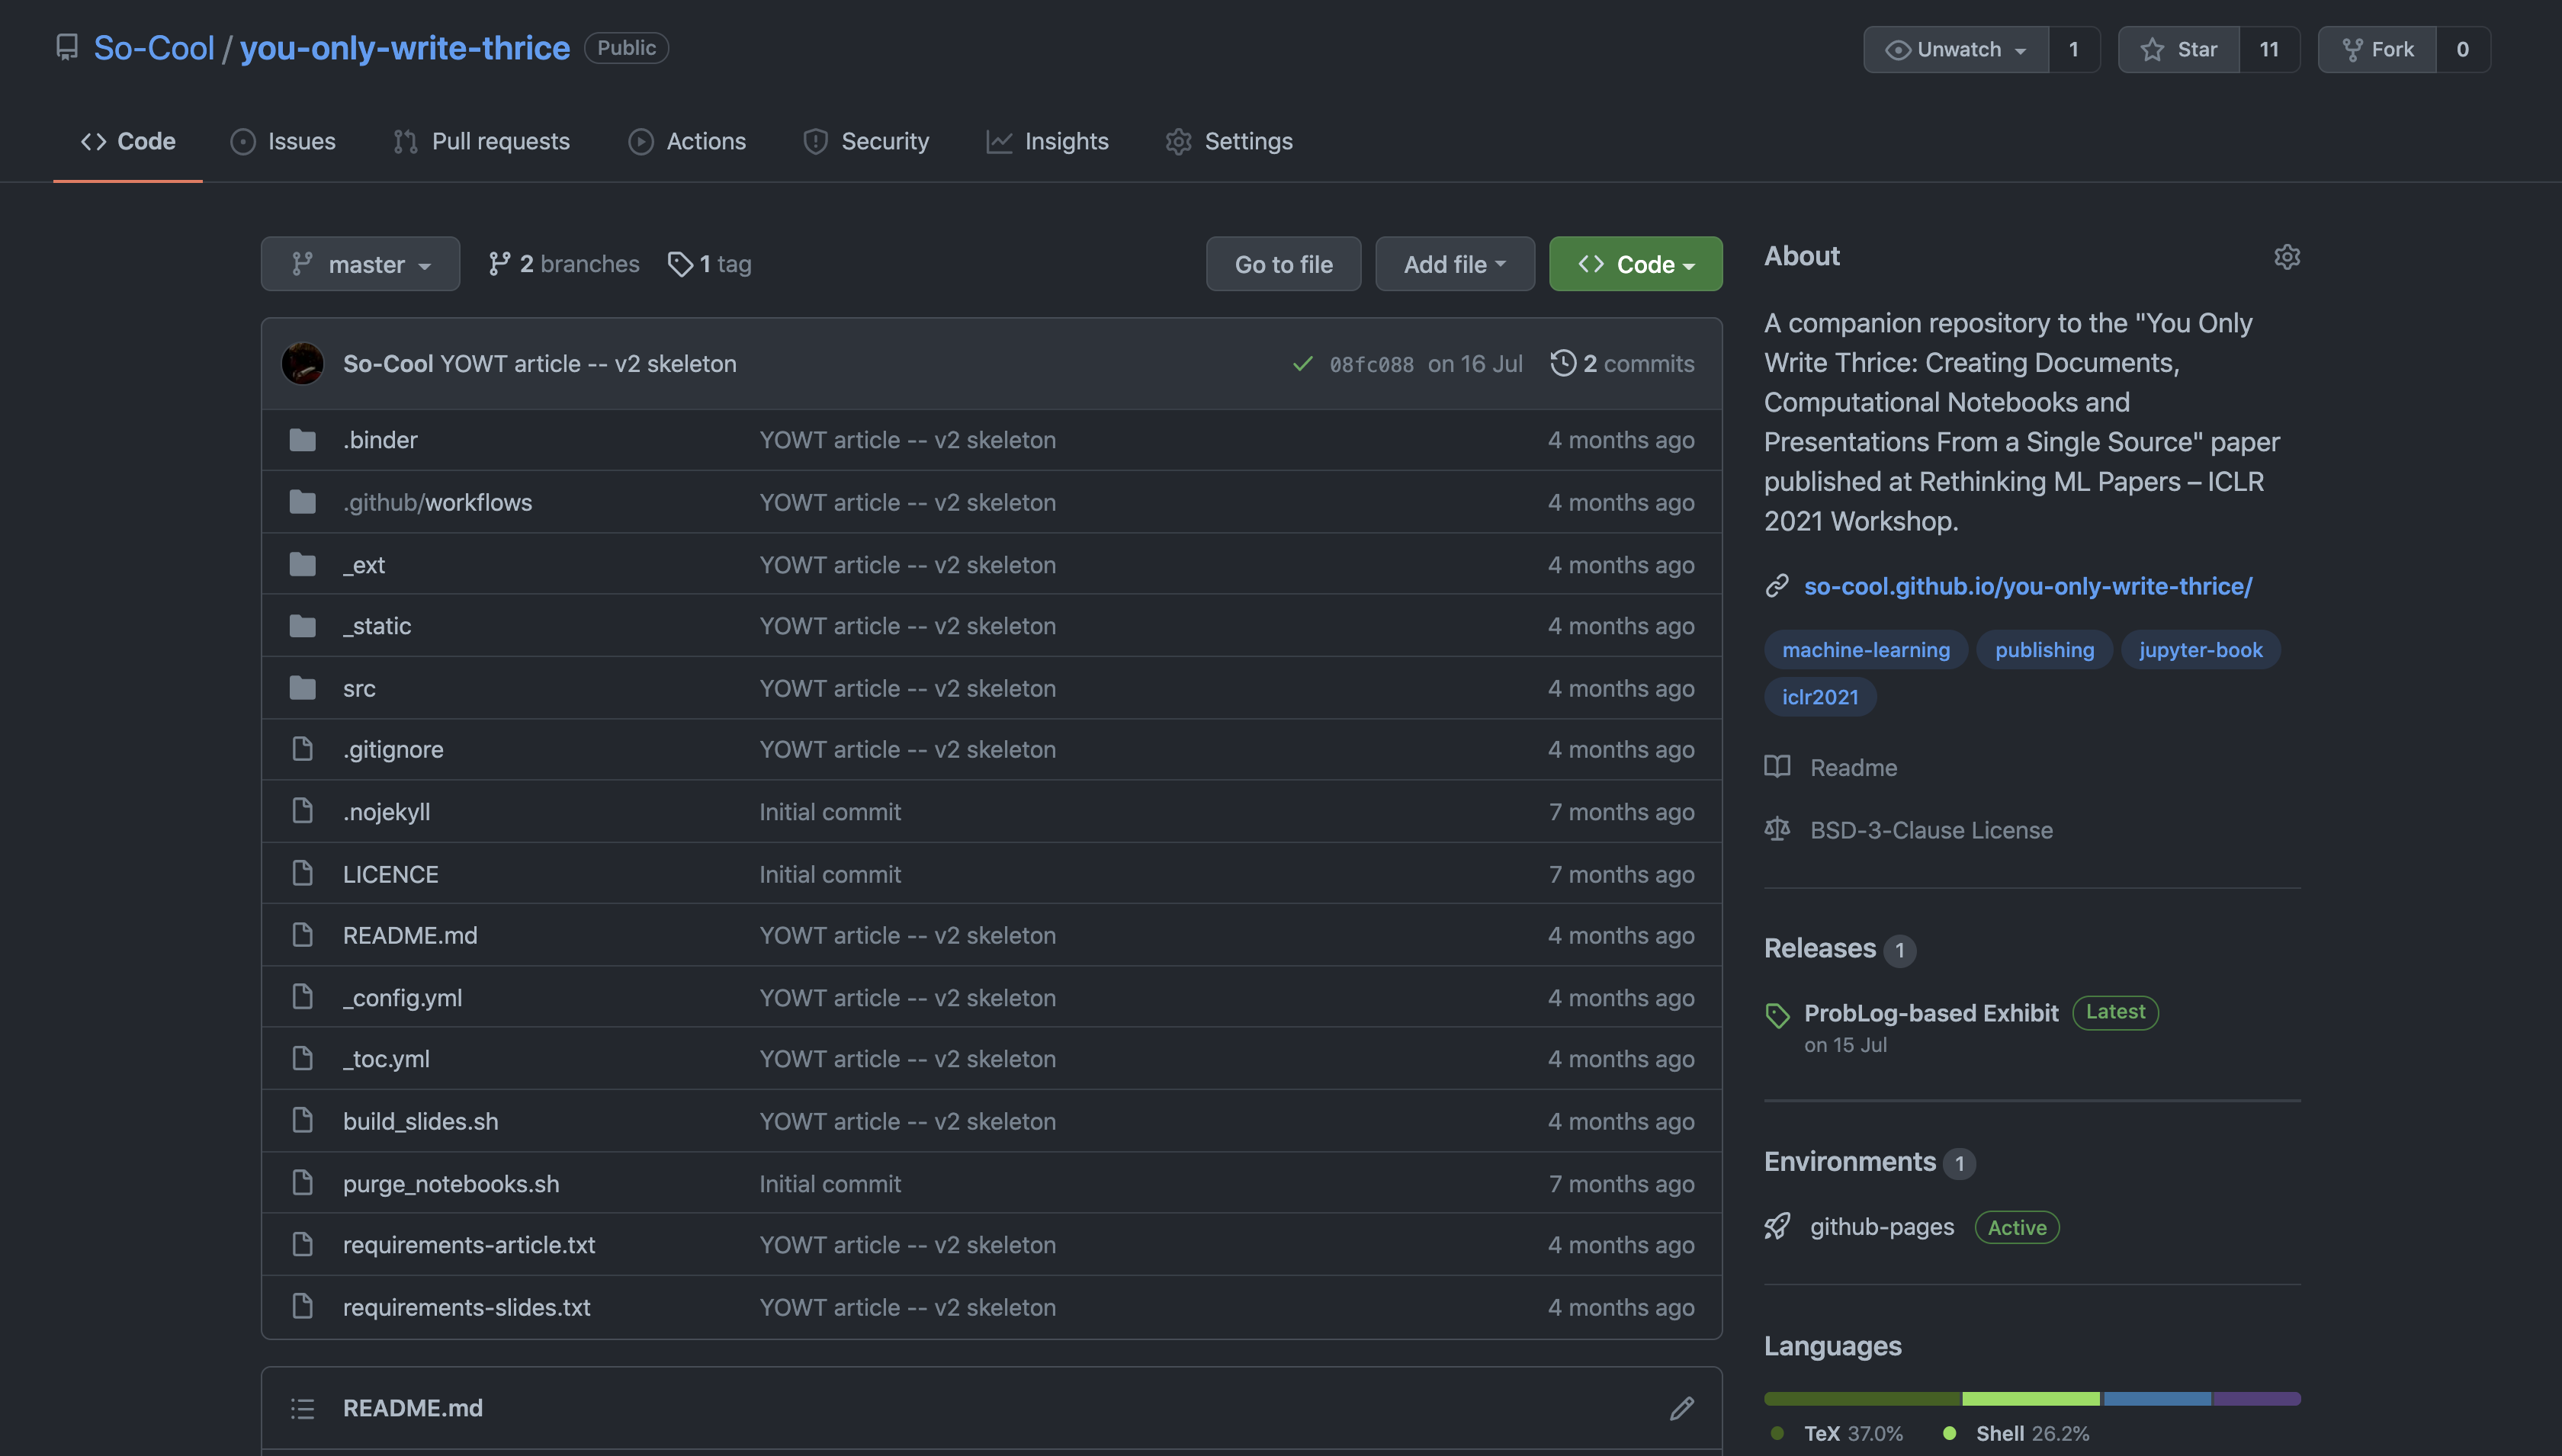 So-Cool / you-only-write-thrice Public
Unwatch 1 Star 11 Fork 0
Code Issues Pull requests Actions Security Insights Settings
master 2 branches 1 tag Go to file Add file Code
So-Cool YOWT article -- v2 skeleton 08fc088 on 16 Jul 2 commits
.binder YOWT article -- v2 skeleton 4 months ago
.github/workflows YOWT article -- v2 skeleton 4 months ago
_ext YOWT article -- v2 skeleton 4 months ago
_static YOWT article -- v2 skeleton 4 months ago
src YOWT article -- v2 skeleton 4 months ago
.gitignore YOWT article -- v2 skeleton 4 months ago
.nojekyll Initial commit 7 months ago
LICENCE Initial commit 7 months ago
README.md YOWT article -- v2 skeleton 4 months ago
_config.yml YOWT article -- v2 skeleton 4 months ago
_toc.yml YOWT article -- v2 skeleton 4 months ago
build_slides.sh YOWT article -- v2 skeleton 4 months ago
purge_notebooks.sh Initial commit 7 months ago
requirements-article.txt YOWT article -- v2 skeleton 4 months ago
requirements-slides.txt YOWT article -- v2 skeleton 4 months ago
README.md
About
A companion repository to the "You Only
Write Thrice: Creating Documents,
Computational Notebooks and
Presentations From a Single Source" paper
published at Rethinking ML Papers – ICLR
2021 Workshop.
so-cool.github.io/you-only-write-thrice/
machine-learning publishing jupyter-book
iclr2021
Readme
BSD-3-Clause License
Releases 1
ProbLog-based Exhibit Latest
on 15 Jul
Environments 1
github-pages Active
Languages
TeX 37.0% Shell 26.2%